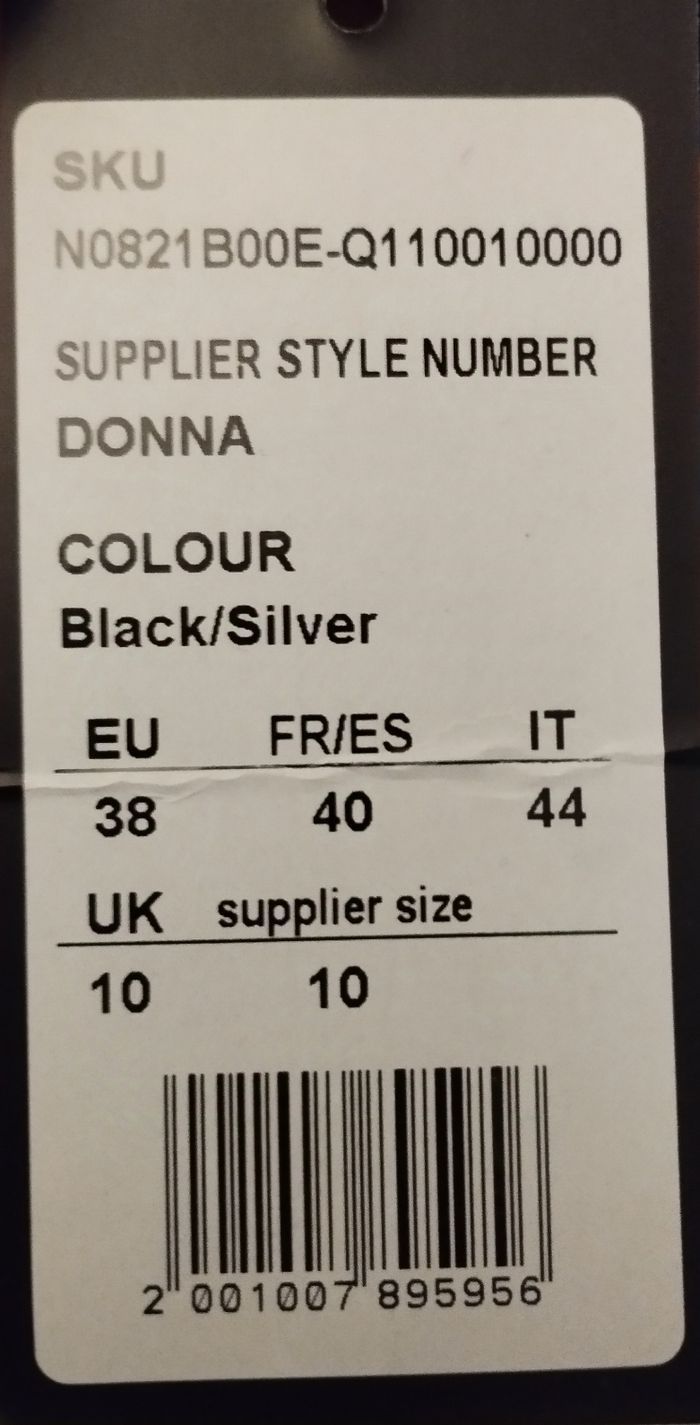 SKU
N0821B00E-Q110010000
SUPPLIER STYLE NUMBER
DONNA
COLOUR
Black/Silver
EU FR/ES IT
38 40 44
UK supplier size
10 10
2 001007 895956